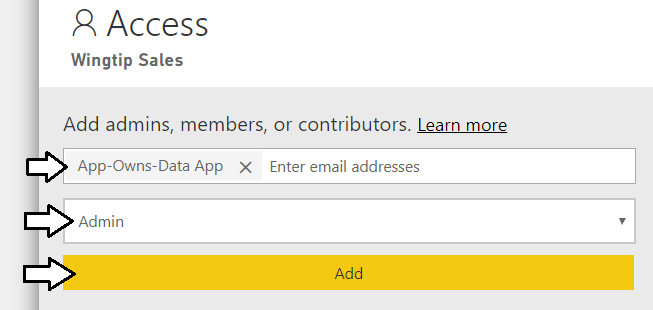 Access
Wingtip Sales
Add admins, members, or contributors. Learn more
App-Owns-Data App × Enter email addresses
Admin
Add